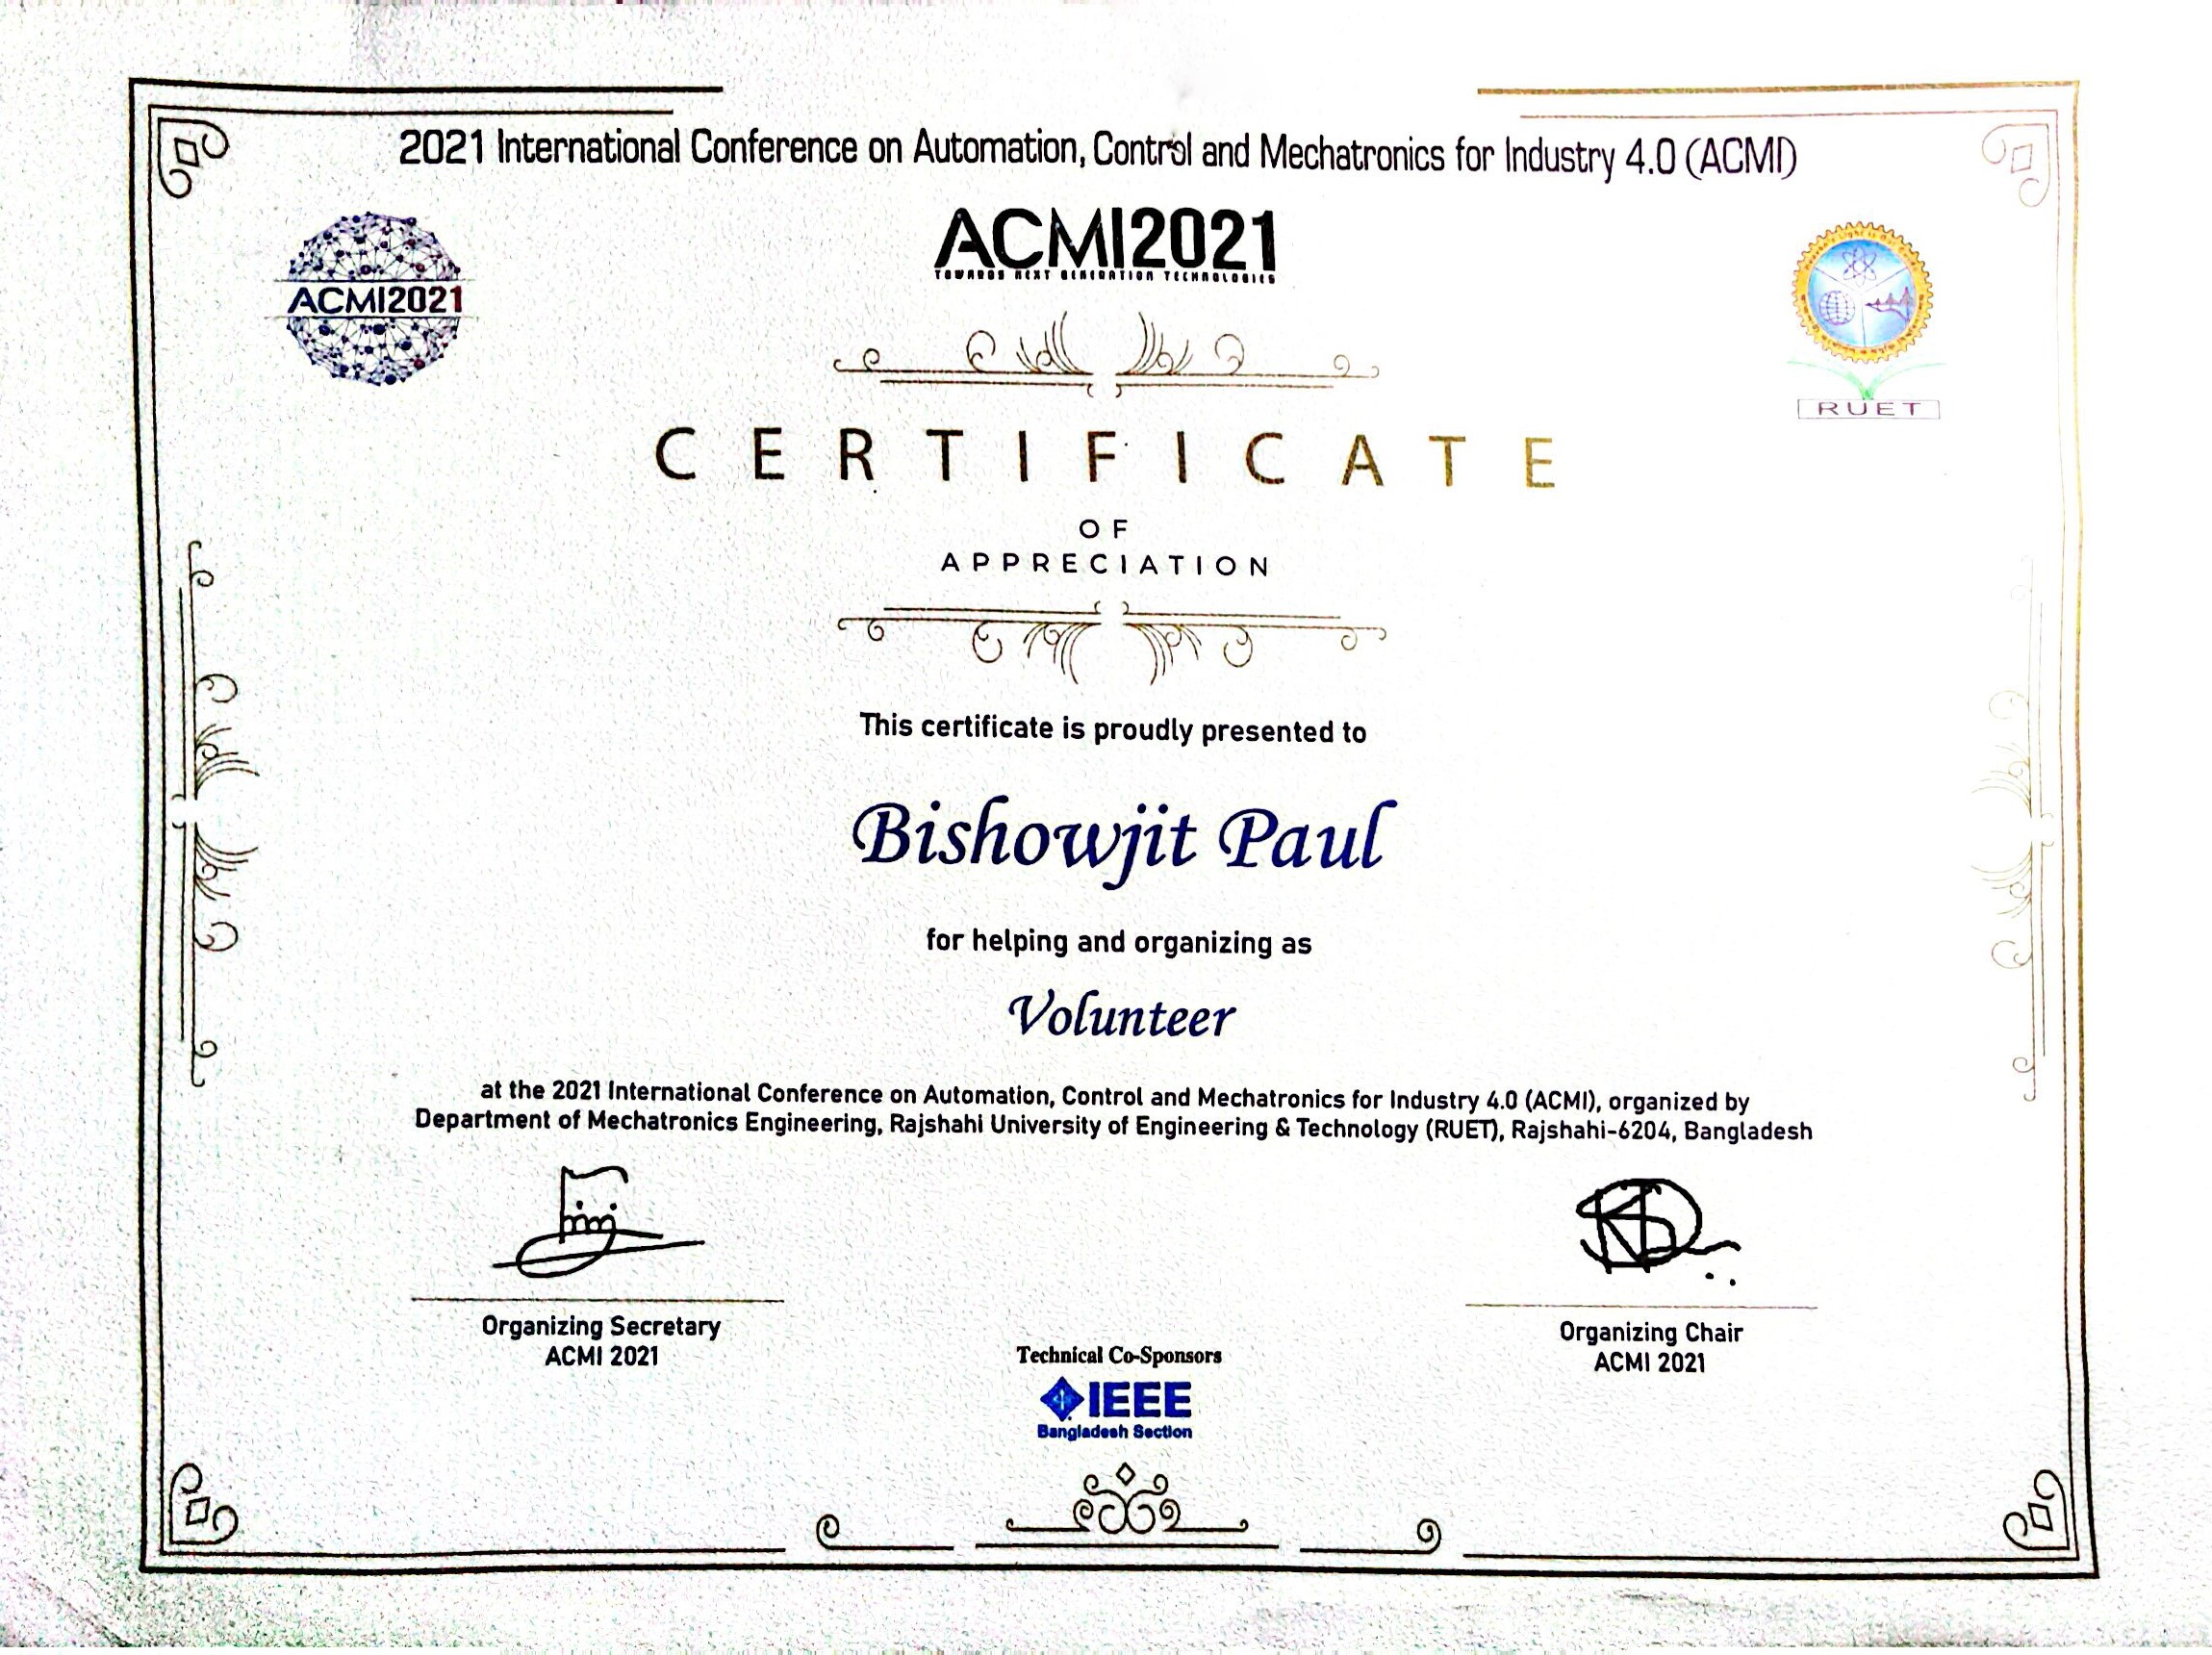 2021 International Conference on Automation, Control and Mechatronics for Industry 4.0 (ACMI)
ACMI2021
TOWARDS NEXT GENERATION TECHNOLOGIES
ACMI2021
RUET
CERTIFICATE
OF
APPRECIATION
This certificate is proudly presented to
Bishowjit Paul
for helping and organizing as
Volunteer
at the 2021 International Conference on Automation, Control and Mechatronics for Industry 4.0 (ACMI), organized by
Department of Mechatronics Engineering, Rajshahi University of Engineering & Technology (RUET), Rajshahi-6204, Bangladesh
Organizing Secretary
ACMI 2021
Organizing Chair
ACMI 2021
Technical Co-Sponsors
IEEE
Bangladesh Section